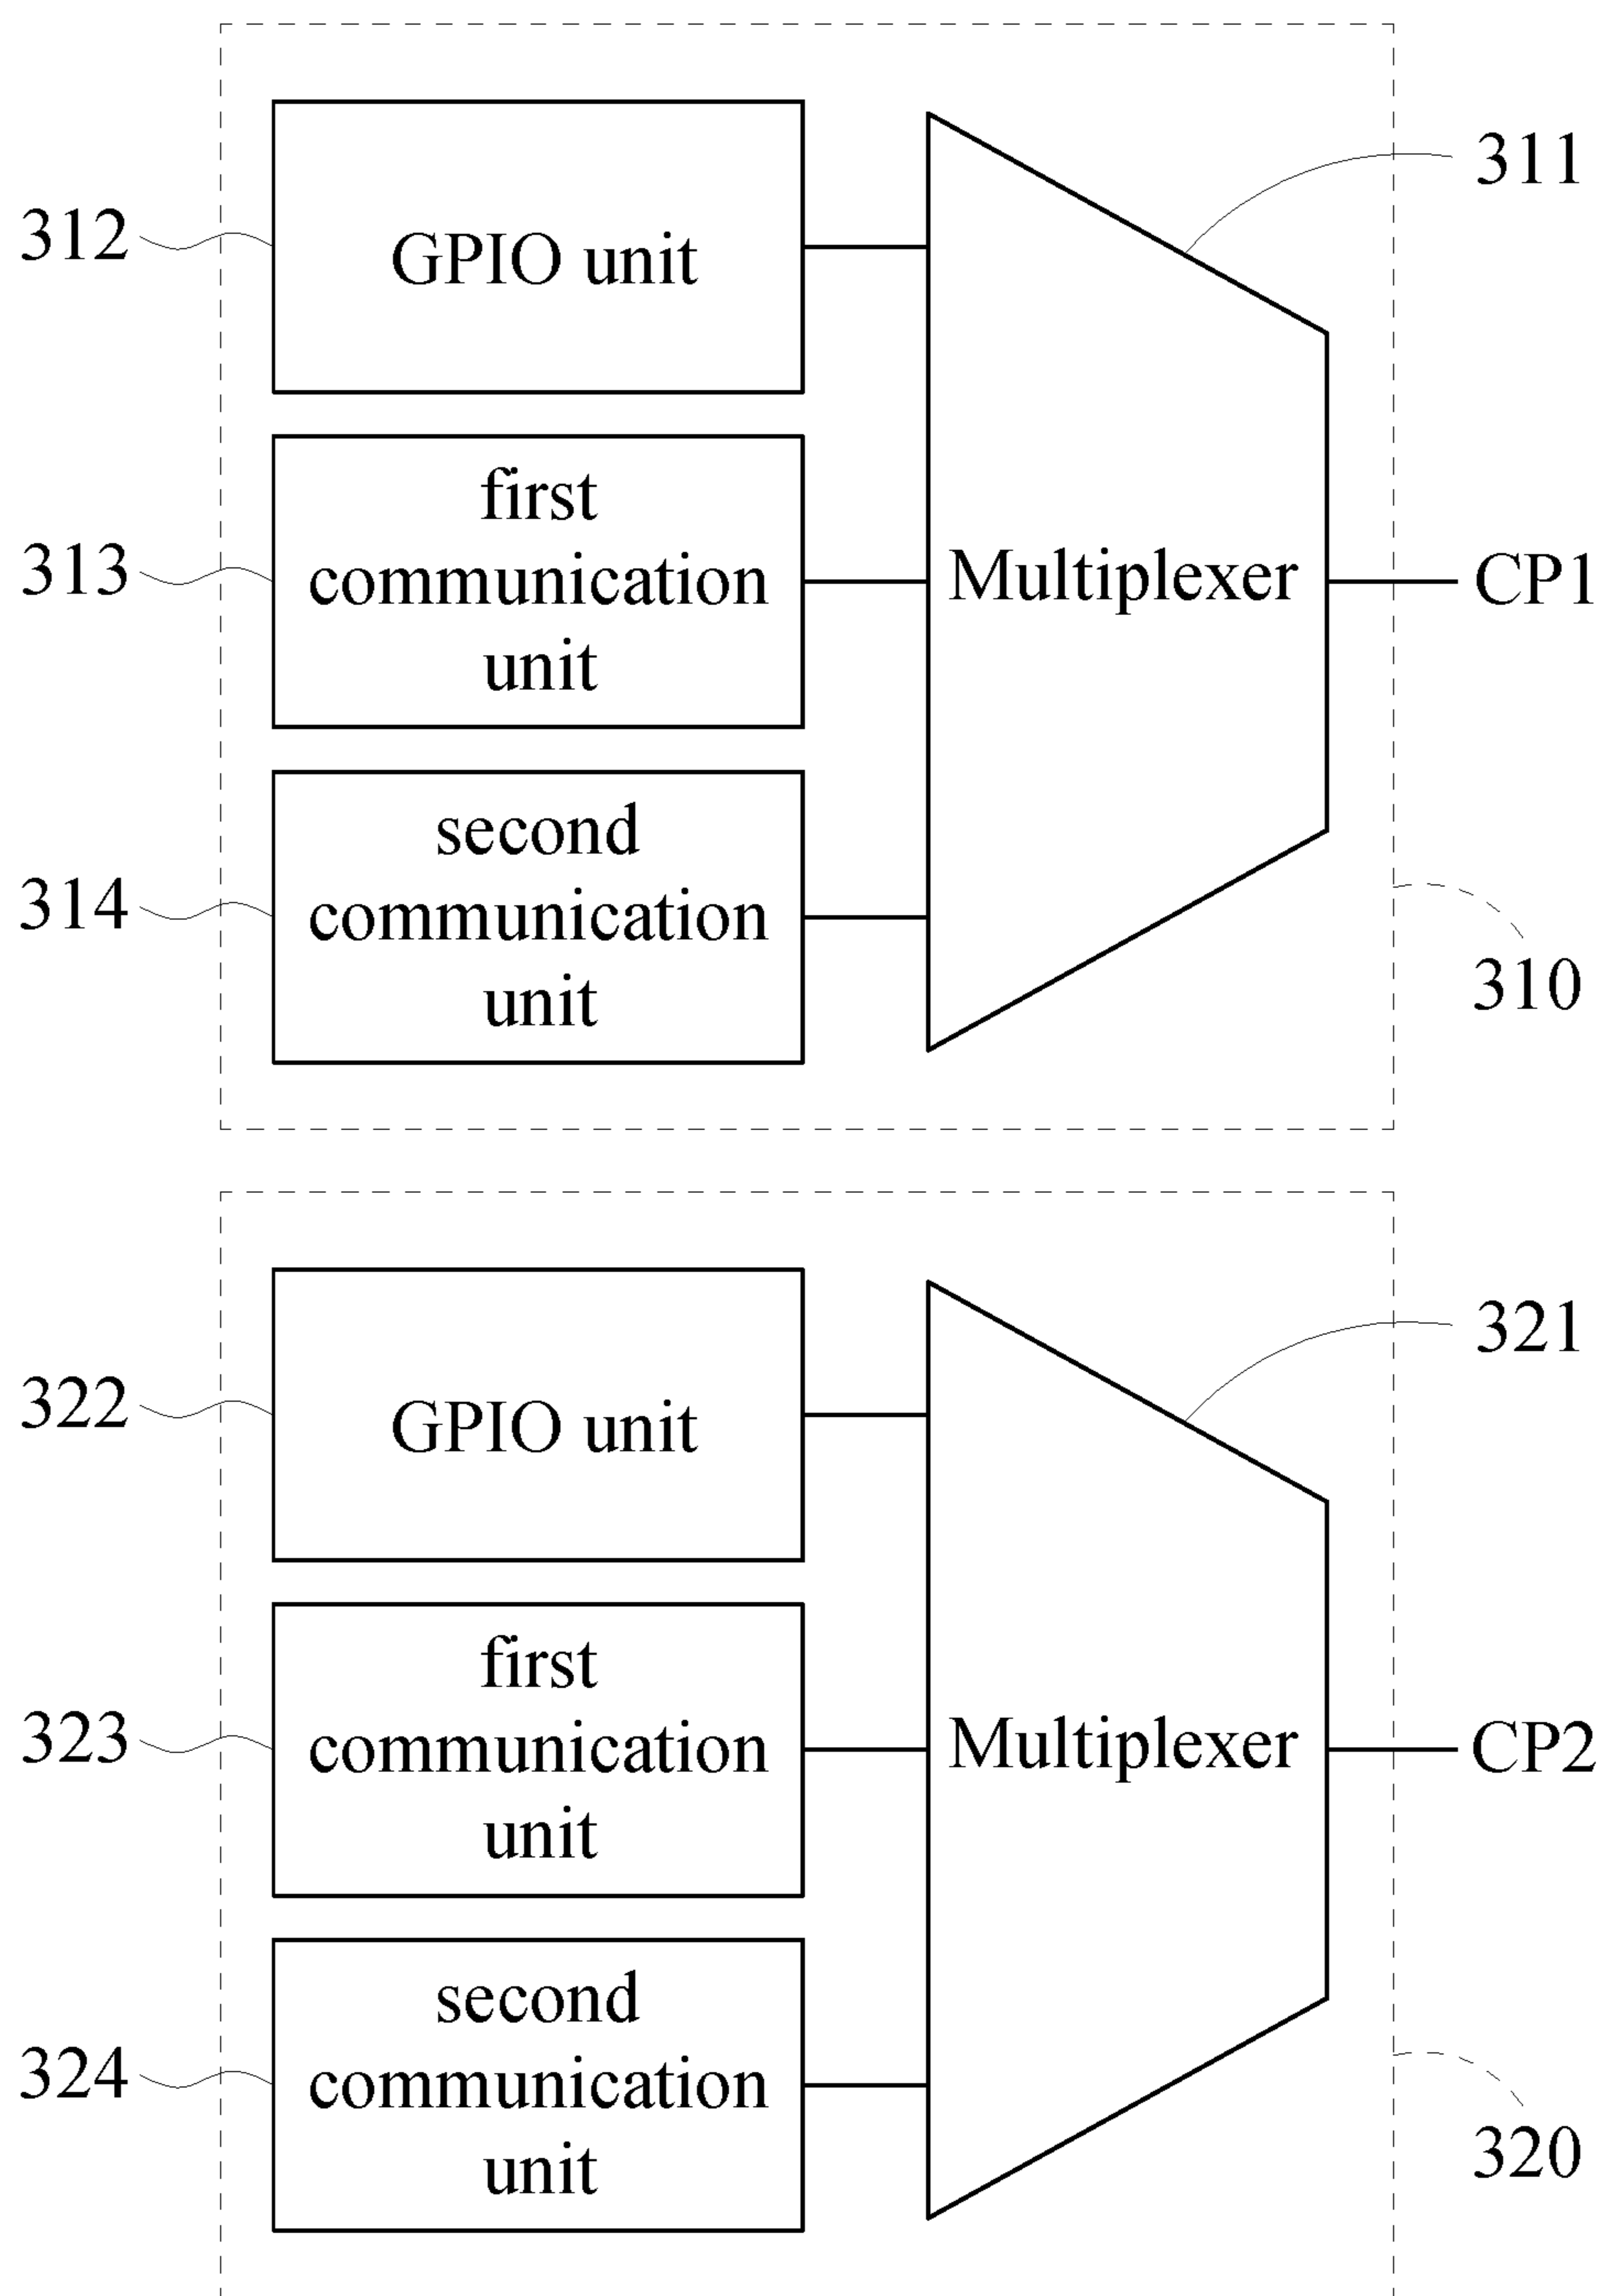 311
312
GPIO unit
first
communication
unit
313
Multiplexer
CP1
second
communication
unit
314
310
321
322
GPIO unit
first
communication
unit
323
Multiplexer
CP2
second
communication
unit
324
320